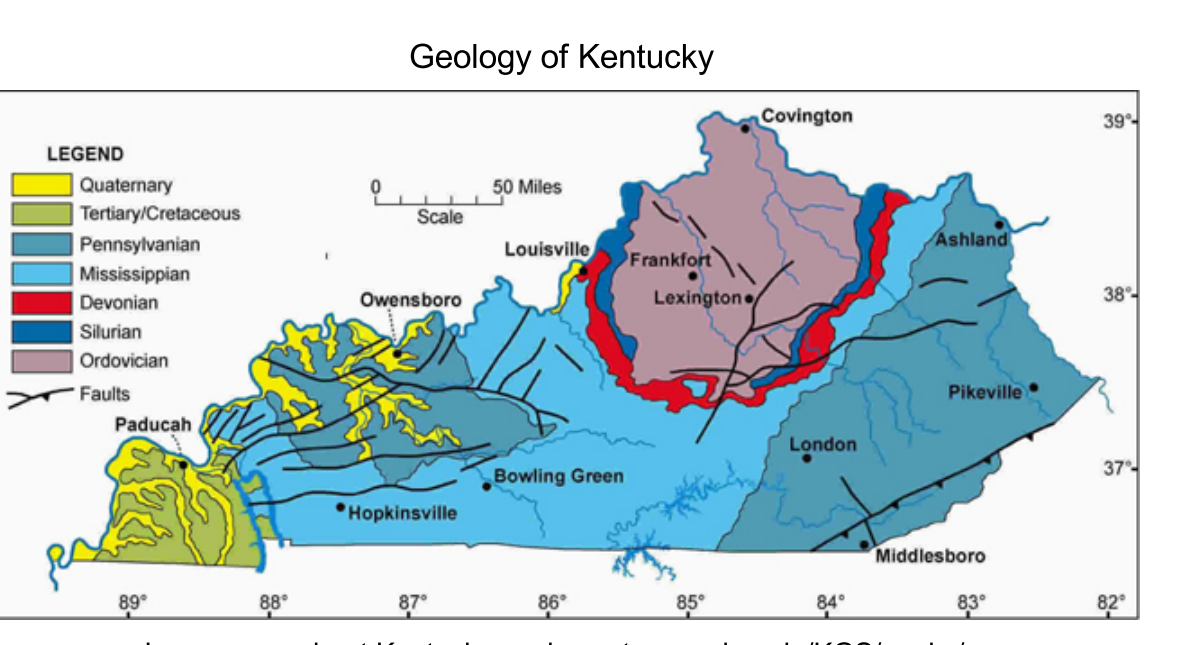 Geology of Kentucky
Covington
39°
LEGEND
Quaternary
0 50 Miles
Tertiary/Cretaceous
Scale
Pennsylvanian
Ashland
Louisville
Frankfort
Mississippian
Lexington
38°
Devonian
Owensboro
Silurian
Ordovician
Faults
Pikeville
Paducah
London
37°
Bowling Green
Hopkinsville
Middlesboro
89° 88° 87° 86° 85° 84° 83° 82°